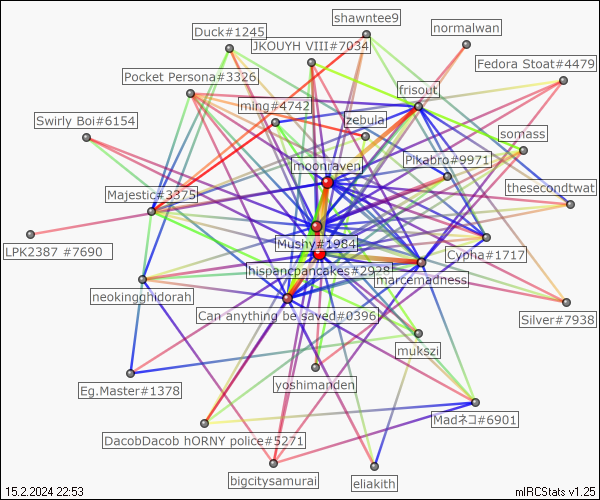 shawntee9
Duck#1245
normalwan
JKOUYH VIII#7034
Fedora Stoat#4479
Pocket Persona#3326
frisout
ming#4742
Swirly Boi#6154
zebula
somass
moonraven
Pikabro#9971
Majestic#3375
thesecondtwat
LPK2387 #7690
Mushy#1984
Cypha#1717
hispancpancakes#2928
marcemadness
neokingghidorah
Can anything be saved#0396
Silver#7938
mukszi
Eg.Master#1378
yoshimanden
Madネコ#6901
DacobDacob hORNY police#5271
bigcitysamurai
eliakith
15.2.2024 22:53
mIRCStats v1.25